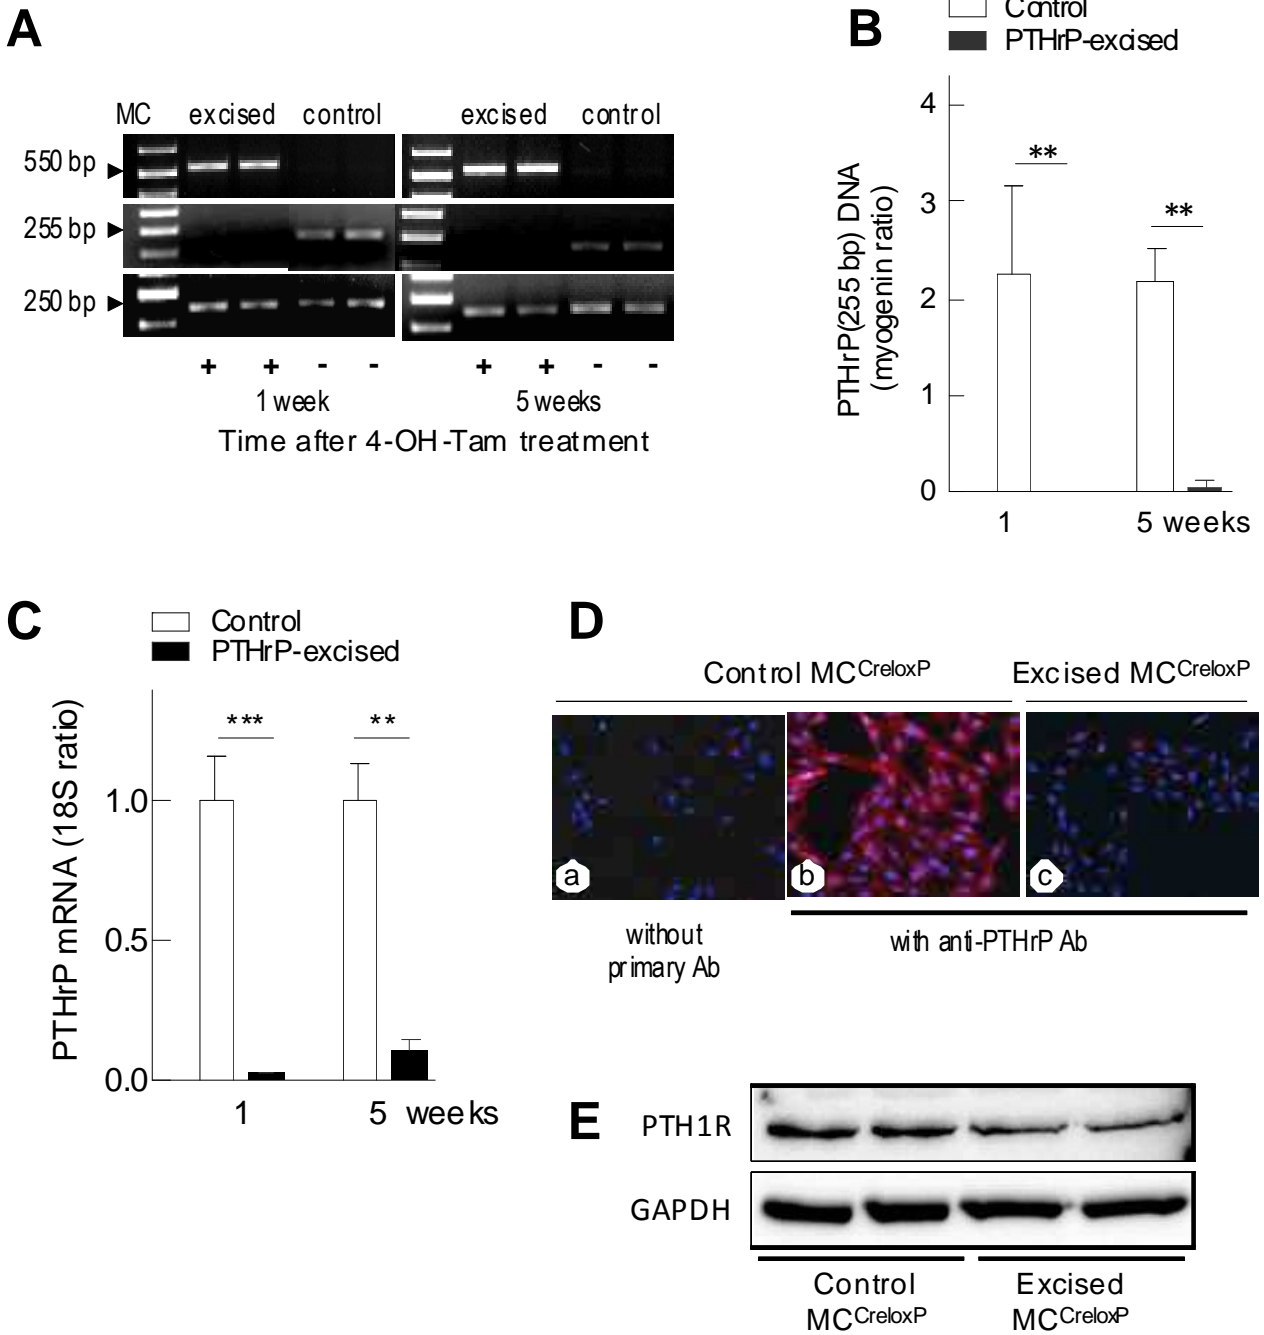 A
MC excised control excised control
550 bp
255 bp
250 bp
+ + - - + + - -
1 week 5 weeks
Time after 4-OH-Tam treatment
B
Control
PTHrP-excised
PTHrP(255 bp) DNA
(myogenin ratio)
4
3
2
1
0
**
**
1 5 weeks
C
Control
PTHrP-excised
PTHrP mRNA (18S ratio)
1.0
0.5
0.0
*** **
1 5 weeks
D
Control MCCreloxP Excised MCCreloxP
a b c
without
primary Ab
with anti-PTHrP Ab
E
PTH1R
GAPDH
Control Excised
MCCreloxP MCCreloxP